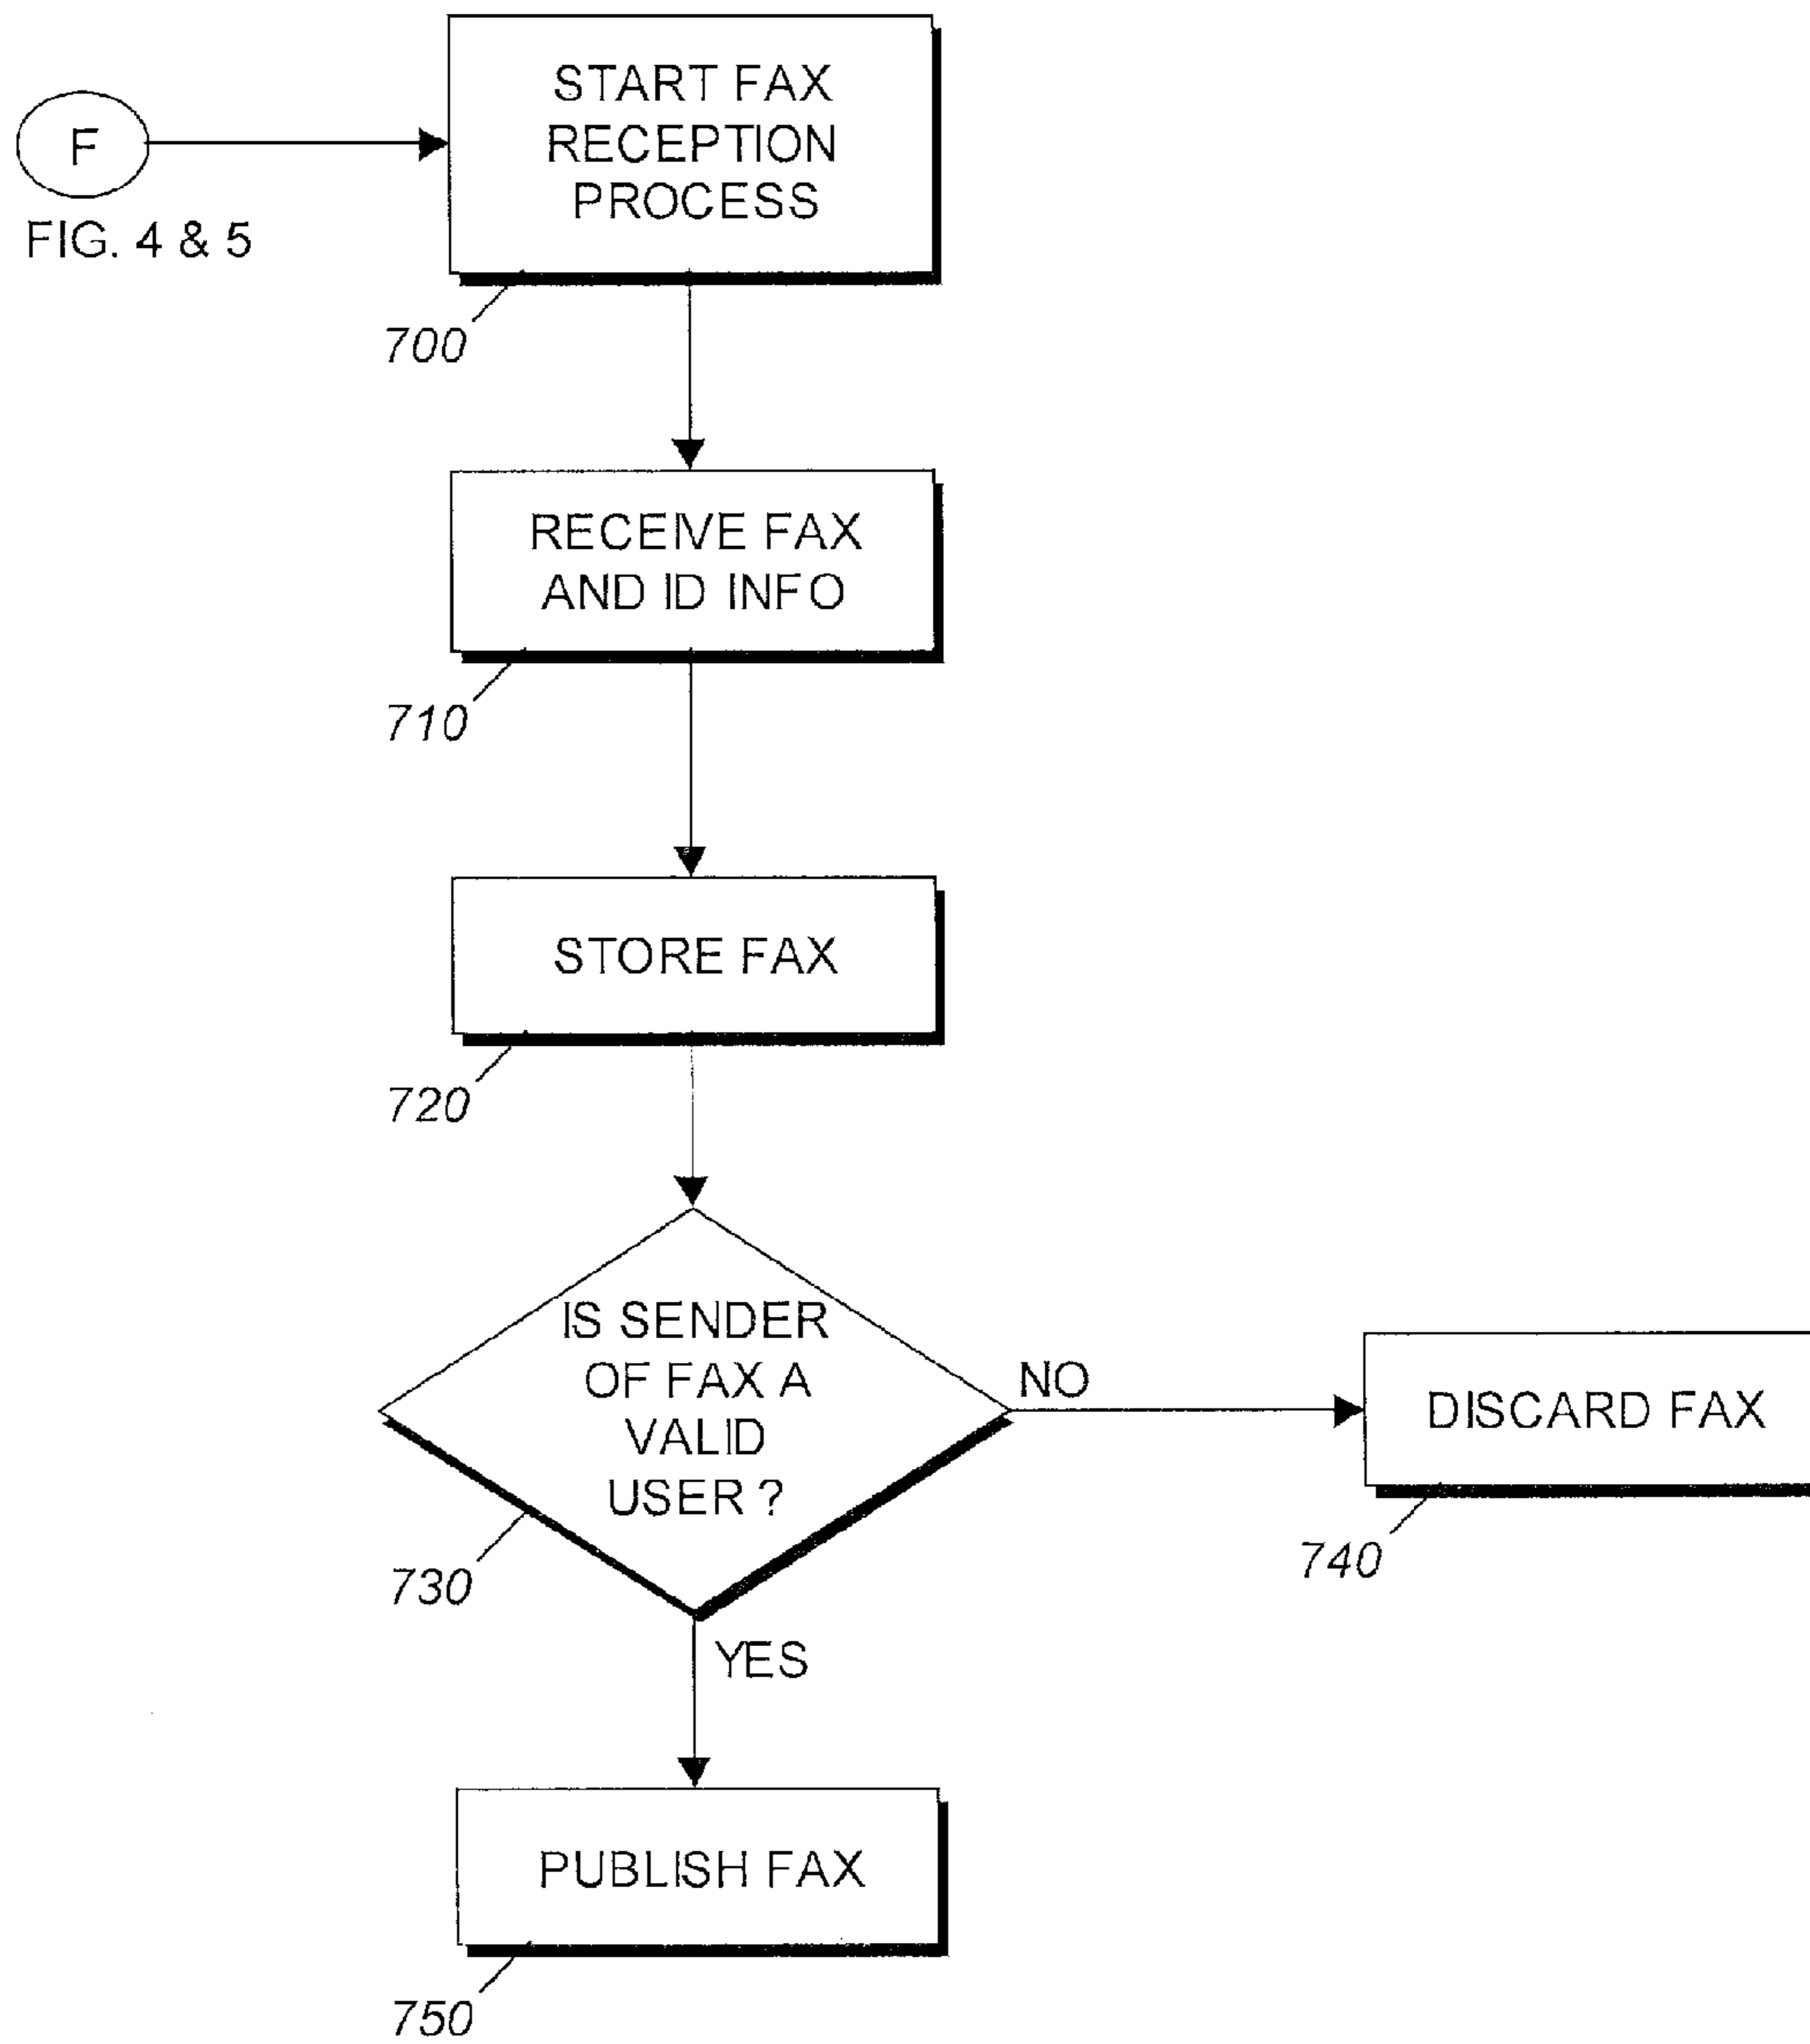 START FAX
RECEPTION
PROCESS
F
FIG. 4 & 5
700
RECEIVE FAX
AND ID INFO
710
STORE FAX
720
IS SENDER
OF FAX A
VALID
USER ?
730
NO
DISCARD FAX
740
YES
PUBLISH FAX
750